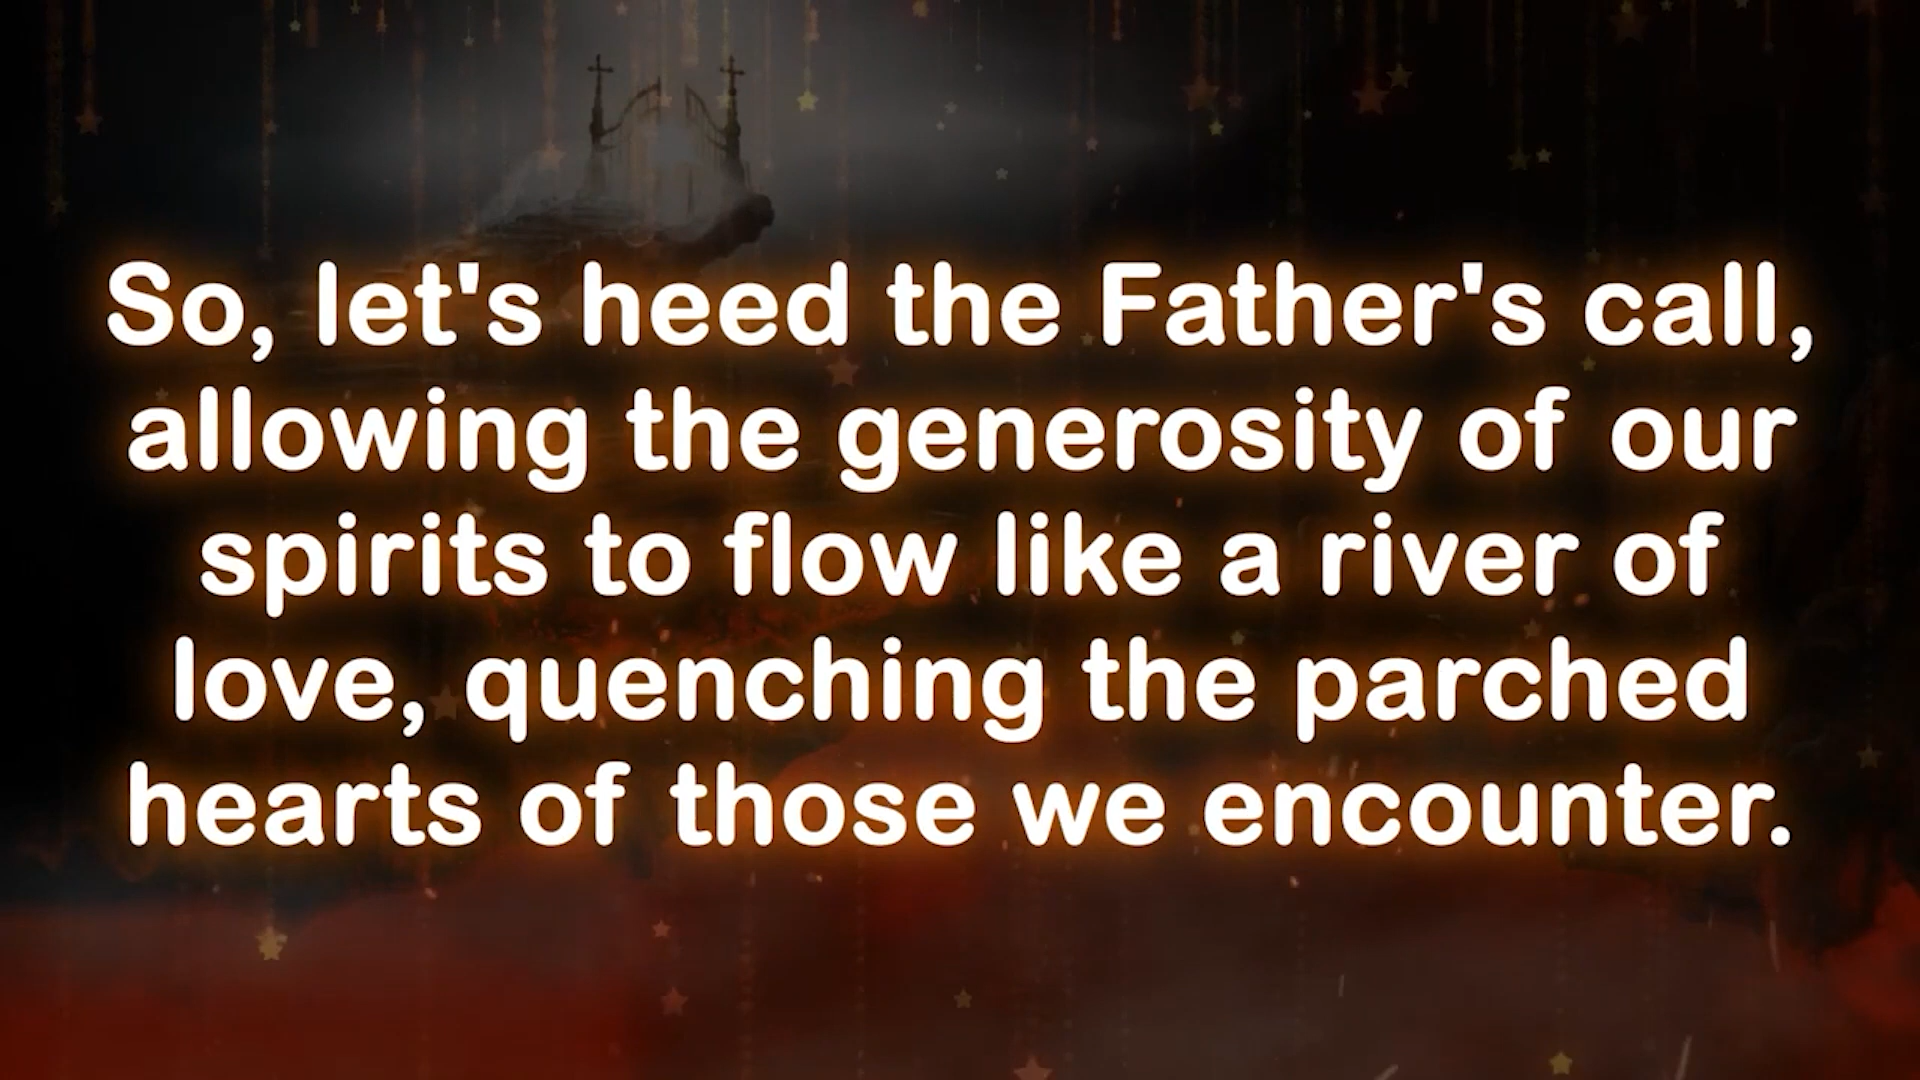 So, let's heed the Father's call,
allowing the generosity of our
spirits to flow like a river of
love, quenching the parched
hearts of those we encounter.